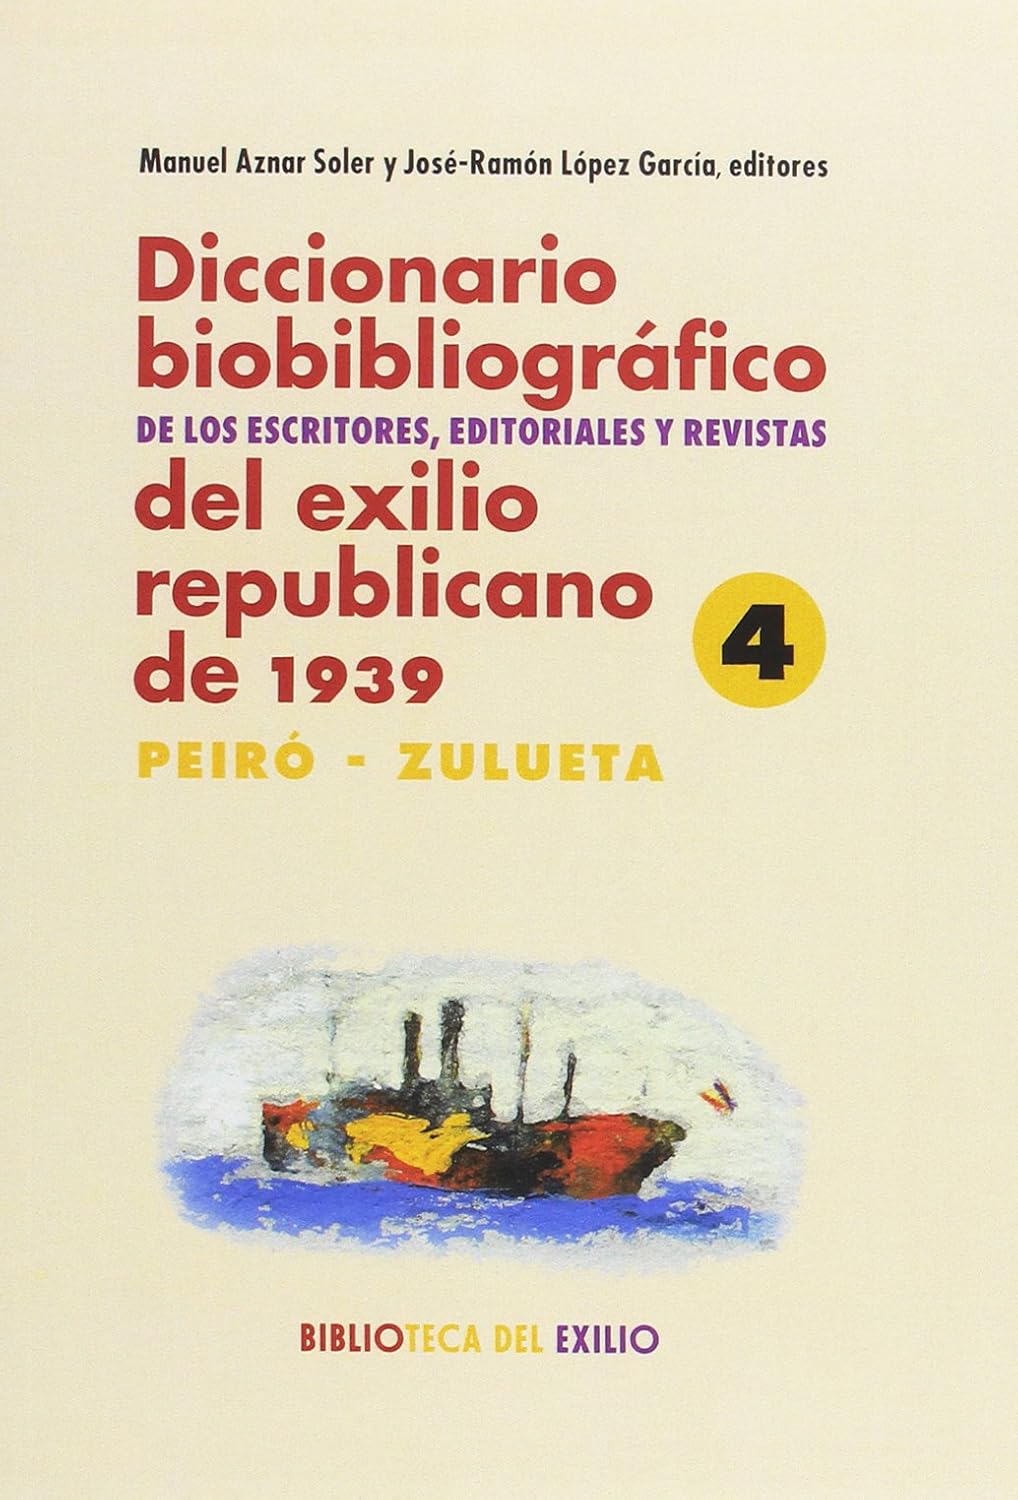 Manuel Aznar Soler y José-Ramón López García, editores
Diccionario
biobibliográfico
DE LOS ESCRITORES, EDITORIALES Y REVISTAS
del exilio
republicano
de 1939
4
PEIRÓ - ZULUETA
BIBLIOTECA DEL EXILIO